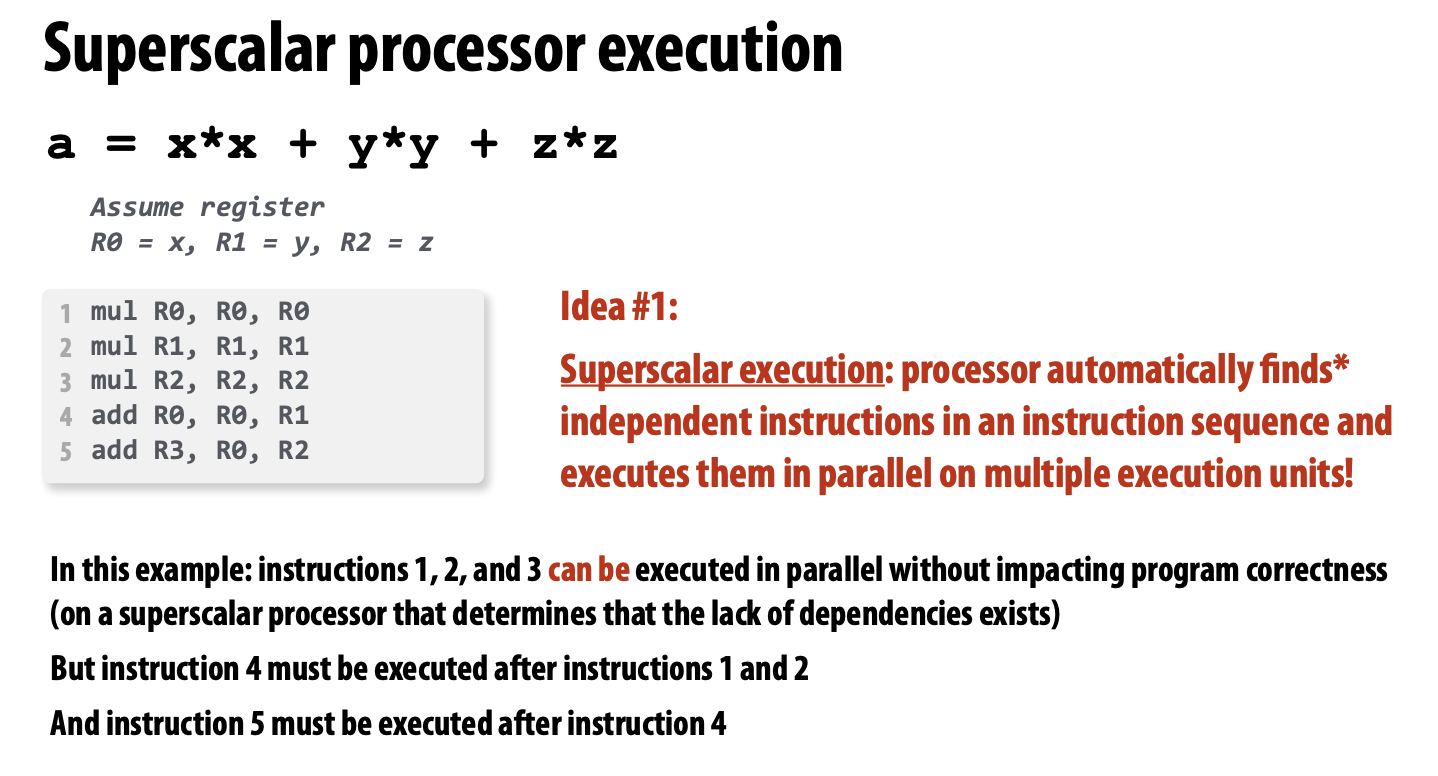 Superscalar processor execution
a = x*x + y*y + z*z
Assume register
R0 = x, R1 = y, R2 = z
1 mul R0, R0, R0
2 mul R1, R1, R1
3 mul R2, R2, R2
4 add R0, R0, R1
5 add R3, R0, R2
Idea #1:
Superscalar execution: processor automatically finds*
independent instructions in an instruction sequence and
executes them in parallel on multiple execution units!
In this example: instructions 1, 2, and 3 can be executed in parallel without impacting program correctness
(on a superscalar processor that determines that the lack of dependencies exists)
But instruction 4 must be executed after instructions 1 and 2
And instruction 5 must be executed after instruction 4